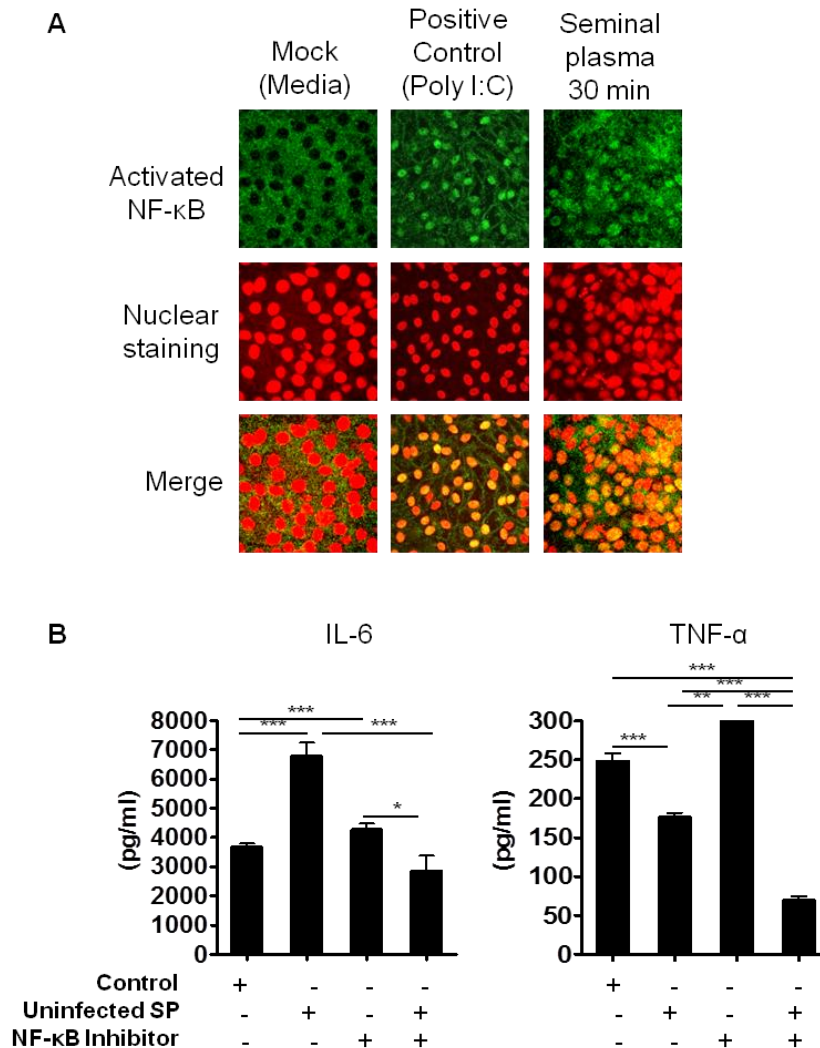 A
Mock
(Media)
Positive
Control
(Poly I:C)
Seminal
plasma
30 min
Activated
NF-κB
Nuclear
staining
Merge
B
IL-6
TNF-α
***
***
***
*
***
***
**
***
***
8000
7000
6000
5000
4000
3000
2000
1000
0
(pg/ml)
300
250
200
150
100
50
0
(pg/ml)
Control + - - - + - - -
Uninfected SP - + - + - + - +
NF-κB Inhibitor - - + + - - + +